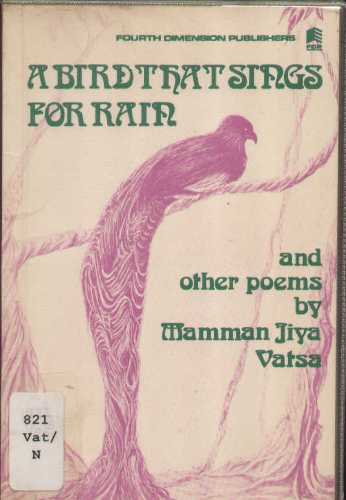 FOURTH DIMENSION PUBLISHERS
FDP
A BIRD THAT SINGS
FOR RAIN
and
other poems
by
Mamman Jiya
Vatsa
821
Vat/
N